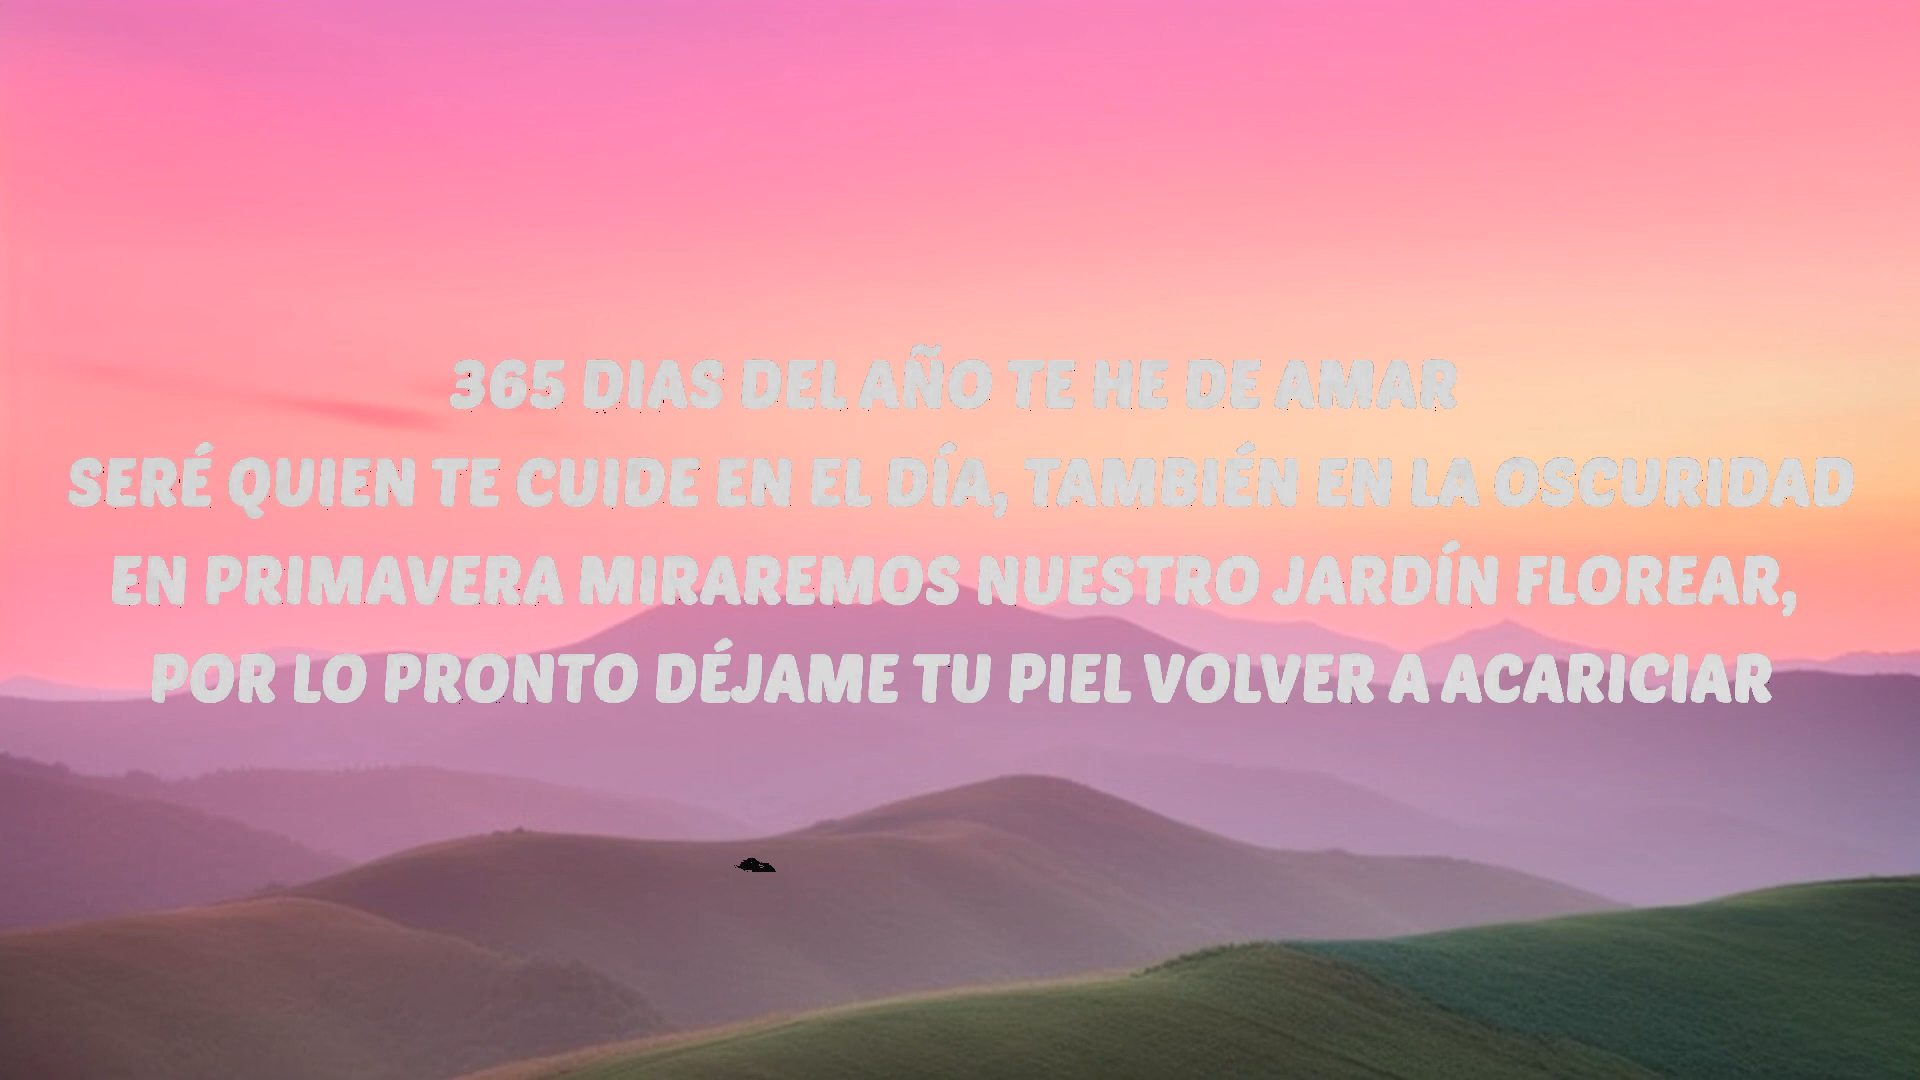 365 DIAS DEL AÑO TE HE DE AMAR
SERÉ QUIEN TE CUIDE EN EL DÍA, TAMBIÉN EN LA OSCURIDAD
EN PRIMAVERA MIRAREMOS NUESTRO JARDÍN FLOREAR,
POR LO PRONTO DÉJAME TU PIEL VOLVER A ACARICIAR